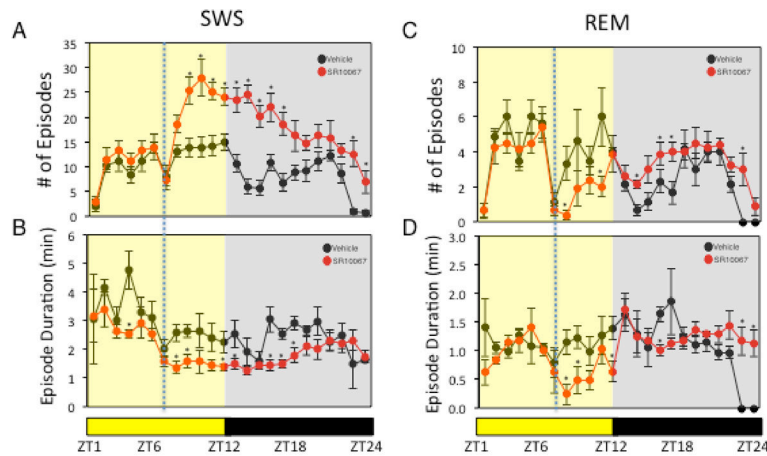 SWS
REM
A
# of Episodes
35
30
25
20
15
10
5
0
* * * * * * * * * * * *
Vehicle
SR10067
B
Episode Duration (min)
6
5
4
3
2
1
0
* * * * * * * * *
Vehicle
SR10067
ZT1 ZT6 ZT12 ZT18 ZT24
C
# of Episodes
10
8
6
4
2
0
* * * * * *
Vehicle
SR10067
D
Episode Duration (min)
3.0
2.5
2.0
1.5
1.0
0.5
0.0
* * *
Vehicle
SR10067
ZT1 ZT6 ZT12 ZT18 ZT24